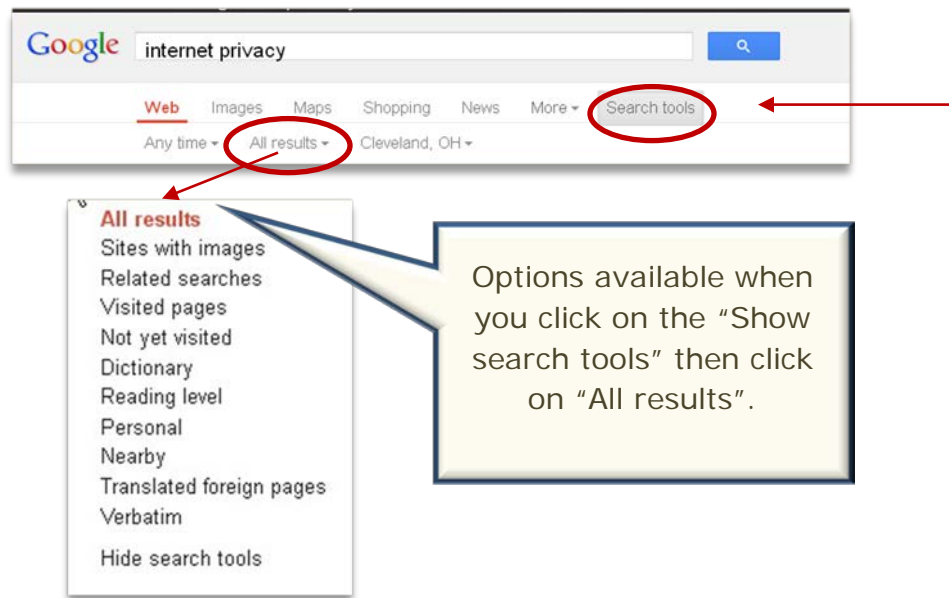 Google internet privacy
Web Images Maps Shopping News More Search tools
Any time All results Cleveland, OH
All results
Sites with images
Related searches
Visited pages
Not yet visited
Dictionary
Reading level
Personal
Nearby
Translated foreign pages
Verbatim
Hide search tools
Options available when
you click on the “Show
search tools” then click
on “All results”.